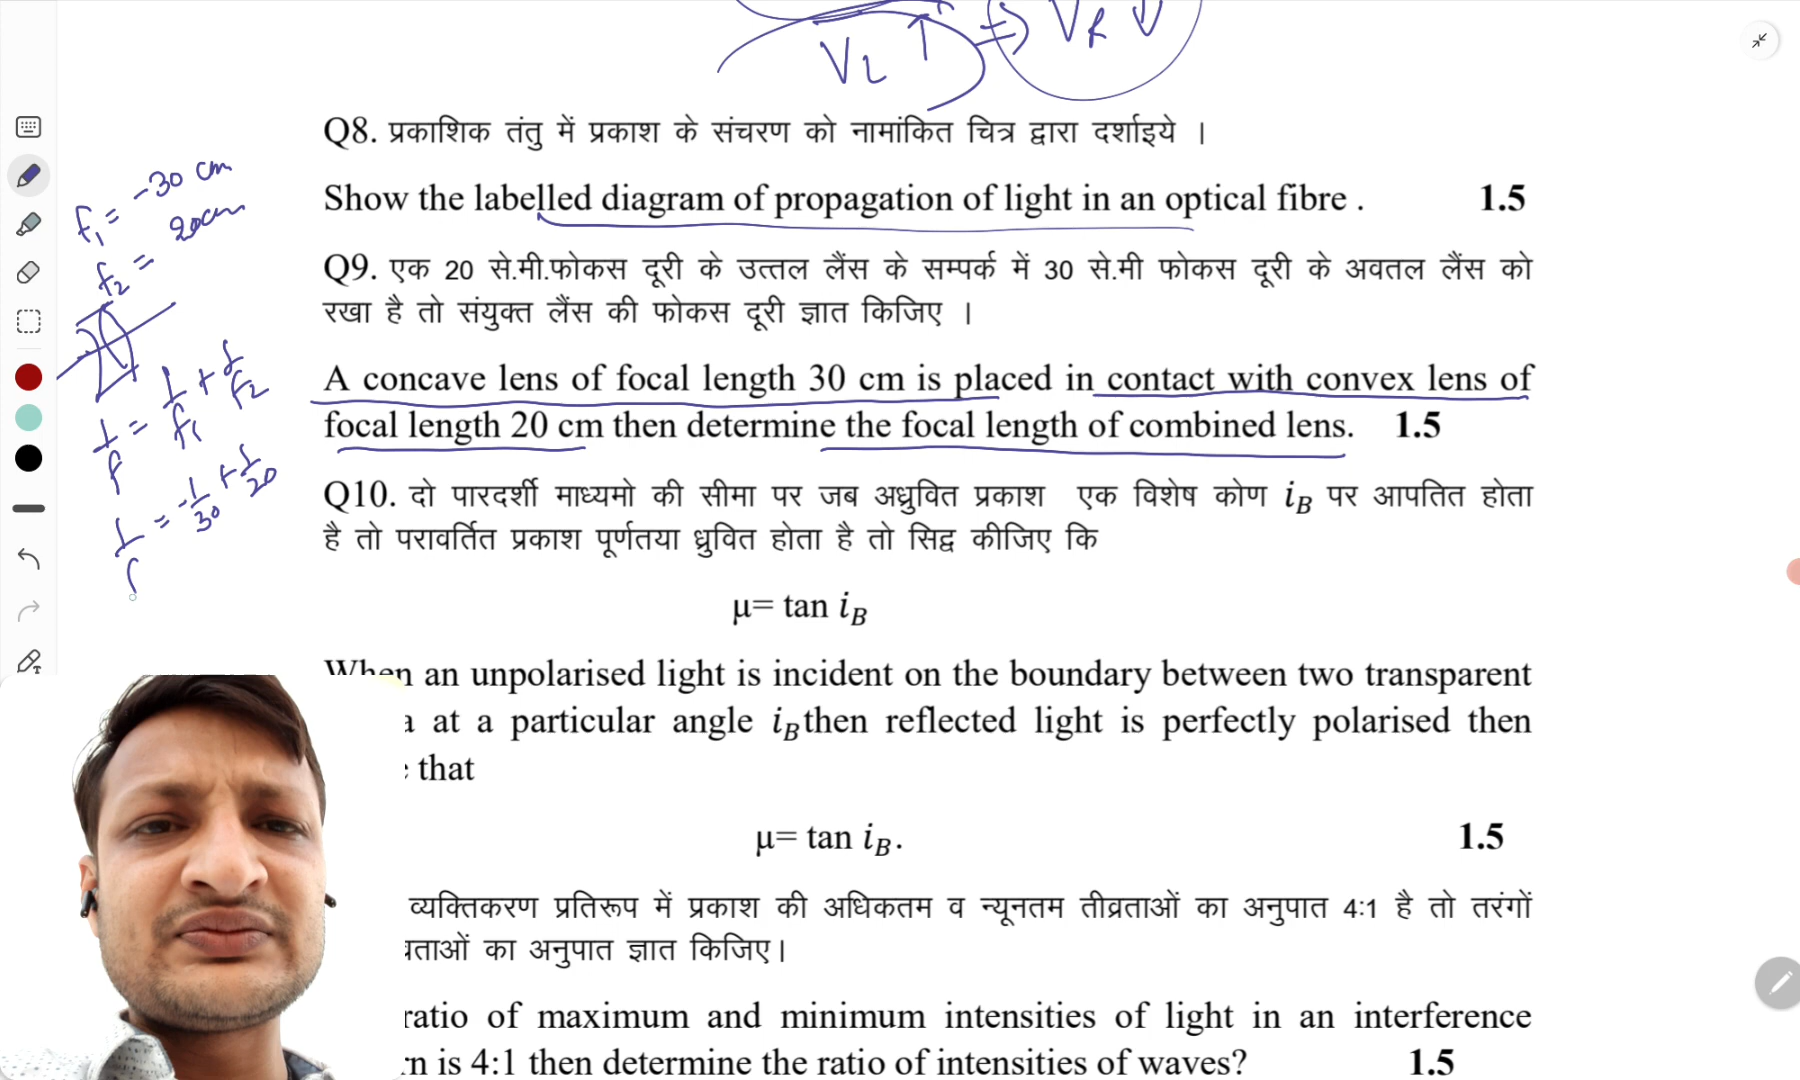 V_L ↑ ⇒ V_R ↓
Q8. प्रकाशिक तंतु में प्रकाश के संचरण को नामांकित चित्र द्वारा दर्शाइये ।
Show the labelled diagram of propagation of light in an optical fibre . 1.5
Q9. एक 20 से.मी.फोकस दूरी के उत्तल लैंस के सम्पर्क में 30 से.मी फोकस दूरी के अवतल लैंस को
रखा है तो संयुक्त लैंस की फोकस दूरी ज्ञात किजिए ।
A concave lens of focal length 30 cm is placed in contact with convex lens of
focal length 20 cm then determine the focal length of combined lens. 1.5
Q10. दो पारदर्शी माध्यमो की सीमा पर जब अध्रुवित प्रकाश एक विशेष कोण i_B पर आपतित होता
है तो परावर्तित प्रकाश पूर्णतया ध्रुवित होता है तो सिद्व कीजिए कि
μ= tan i_B
When an unpolarised light is incident on the boundary between two transparent
a at a particular angle i_B then reflected light is perfectly polarised then
that
μ= tan i_B. 1.5
व्यक्तिकरण प्रतिरूप में प्रकाश की अधिकतम व न्यूनतम तीव्रताओं का अनुपात 4:1 है तो तरंगों
व्रताओं का अनुपात ज्ञात किजिए।
ratio of maximum and minimum intensities of light in an interference
rn is 4:1 then determine the ratio of intensities of waves? 1.5
f₁ = -30 cm
f₂ = 20cm
1/f = 1/f₁ + 1/f₂
1/f = -1/30 + 1/20